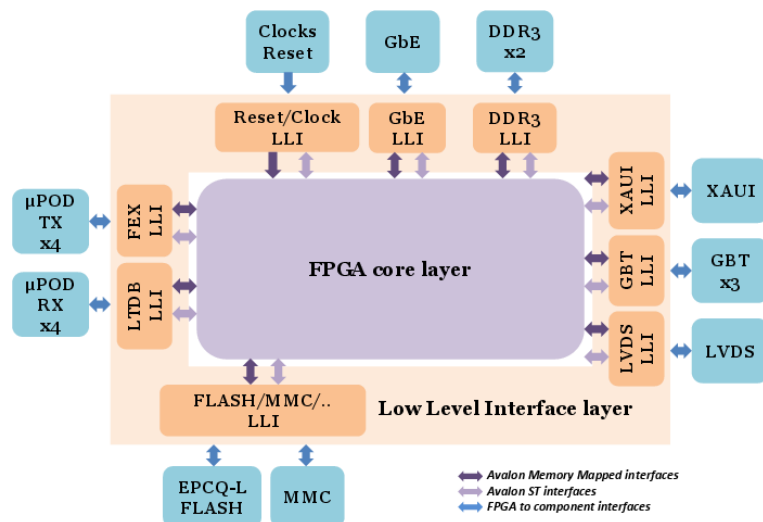 Clocks
Reset
GbE
DDR3
x2
Reset/Clock
LLI
GbE
LLI
DDR3
LLI
µPOD
TX
x4
FEX
LLI
XAUI
LLI
XAUI
FPGA core layer
µPOD
RX
x4
LTDB
LLI
GBT
LLI
GBT
x3
LVDS
LLI
LVDS
FLASH/MMC/..
LLI
Low Level Interface layer
EPCQ-L
FLASH
MMC
Avalon Memory Mapped interfaces
Avalon ST interfaces
FPGA to component interfaces